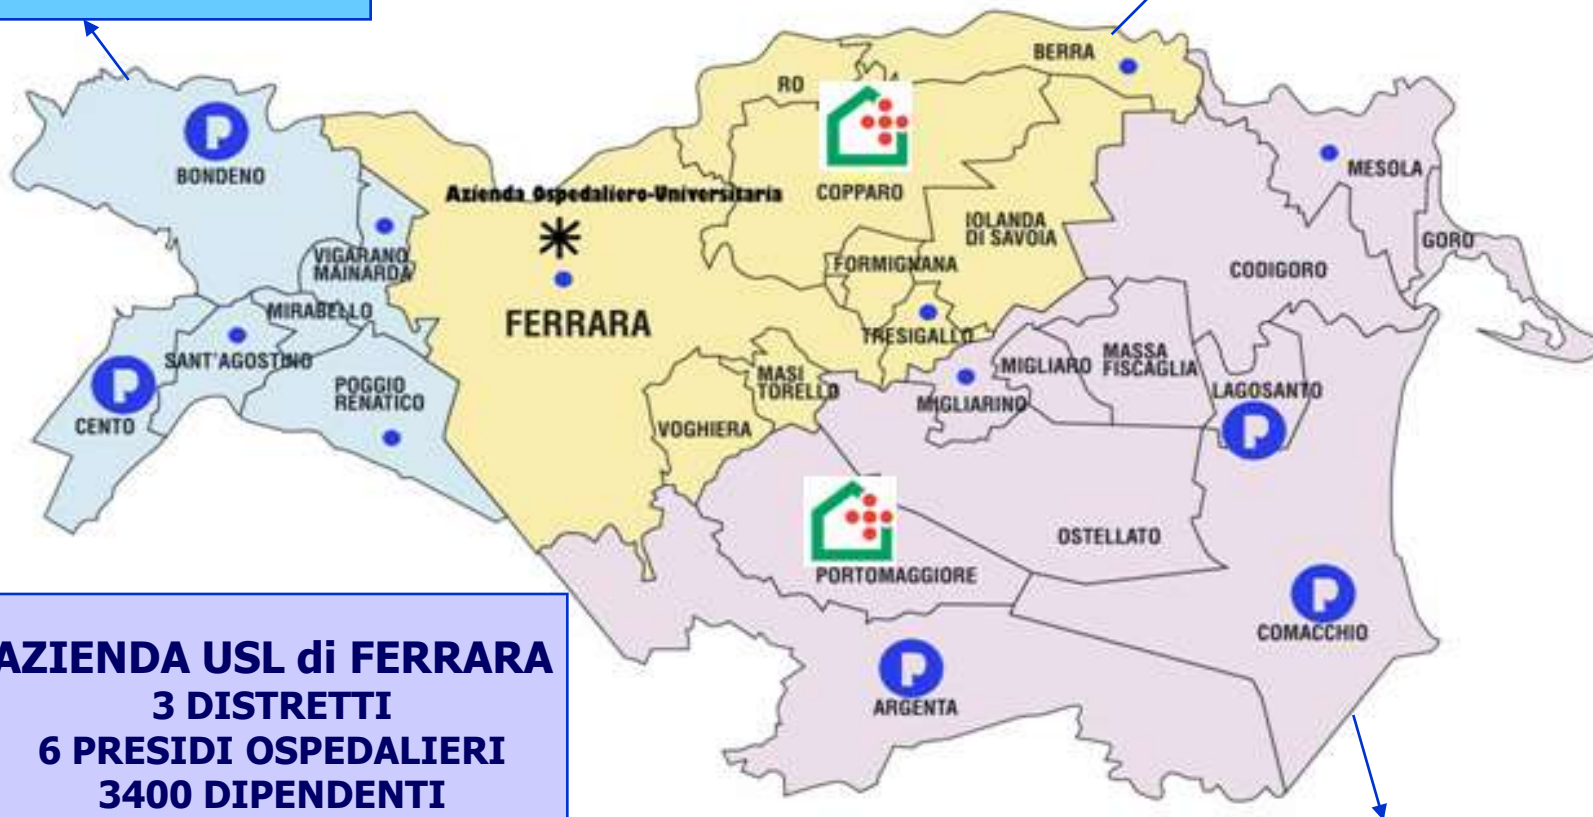 BERRA
RO
P
BONDENO
MESOLA
Azienda Ospedaliero-Universitaria
COPPARO
IOLANDA
DI SAVOIA
GORO
VIGARANO
MAINARDA
FORMIGNANA
CODIGORO
MIRABELLO
FERRARA
TRESIGALLO
SANT'AGOSTINO
MIGLIARO
MASSA
FISCAGLIA
P
CENTO
POGGIO
RENATICO
MASI
TORELLO
MIGLIARINO
LAGOSANTO
P
VOGHIERA
OSTELLATO
PORTOMAGGIORE
P
COMACCHIO
P
ARGENTA
AZIENDA USL di FERRARA
3 DISTRETTI
6 PRESIDI OSPEDALIERI
3400 DIPENDENTI